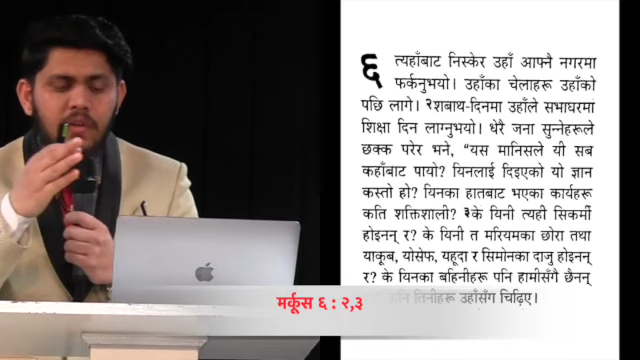 ६ त्यहाँबाट निस्केर उहाँ आफ्नै नगरमा
फर्कनुभयो। उहाँका चेलाहरू उहाँको
पछि लागे। २शबाथ-दिनमा उहाँले सभाघरमा
शिक्षा दिन लाग्नुभयो। धेरै जना सुन्नेहरूले
छक्क परेर भने, “यस मानिसले यी सब
कहाँबाट पायो? यिनलाई दिइएको यो ज्ञान
कस्तो हो? यिनका हातबाट भएका कार्यहरू
कति शक्तिशाली? ३के यिनी त्यही सिकर्मी
होइनन् र? के यिनी त मरियमका छोरा तथा
याकूब, योसेफ, यहूदा र सिमोनका दाजु होइनन्
र? के यिनका बहिनीहरू पनि हामीसँगै छैनन्
तिनीहरू उहाँसँग चिढिए।
मर्कूस ६ : २,३